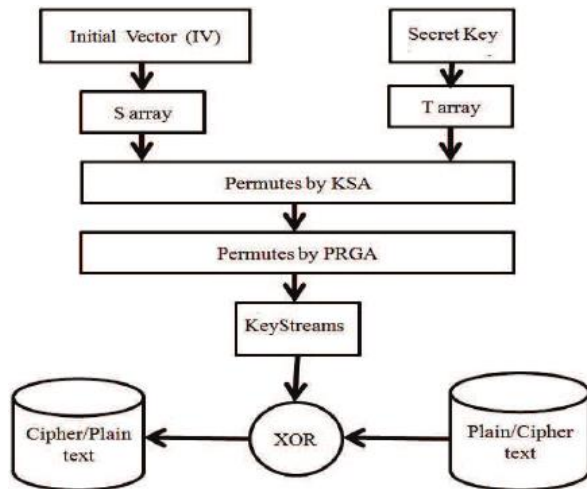 Initial Vector (IV)
Secret Key
S array
T array
Permutes by KSA
Permutes by PRGA
KeyStreams
Cipher/Plain
text
XOR
Plain/Cipher
text